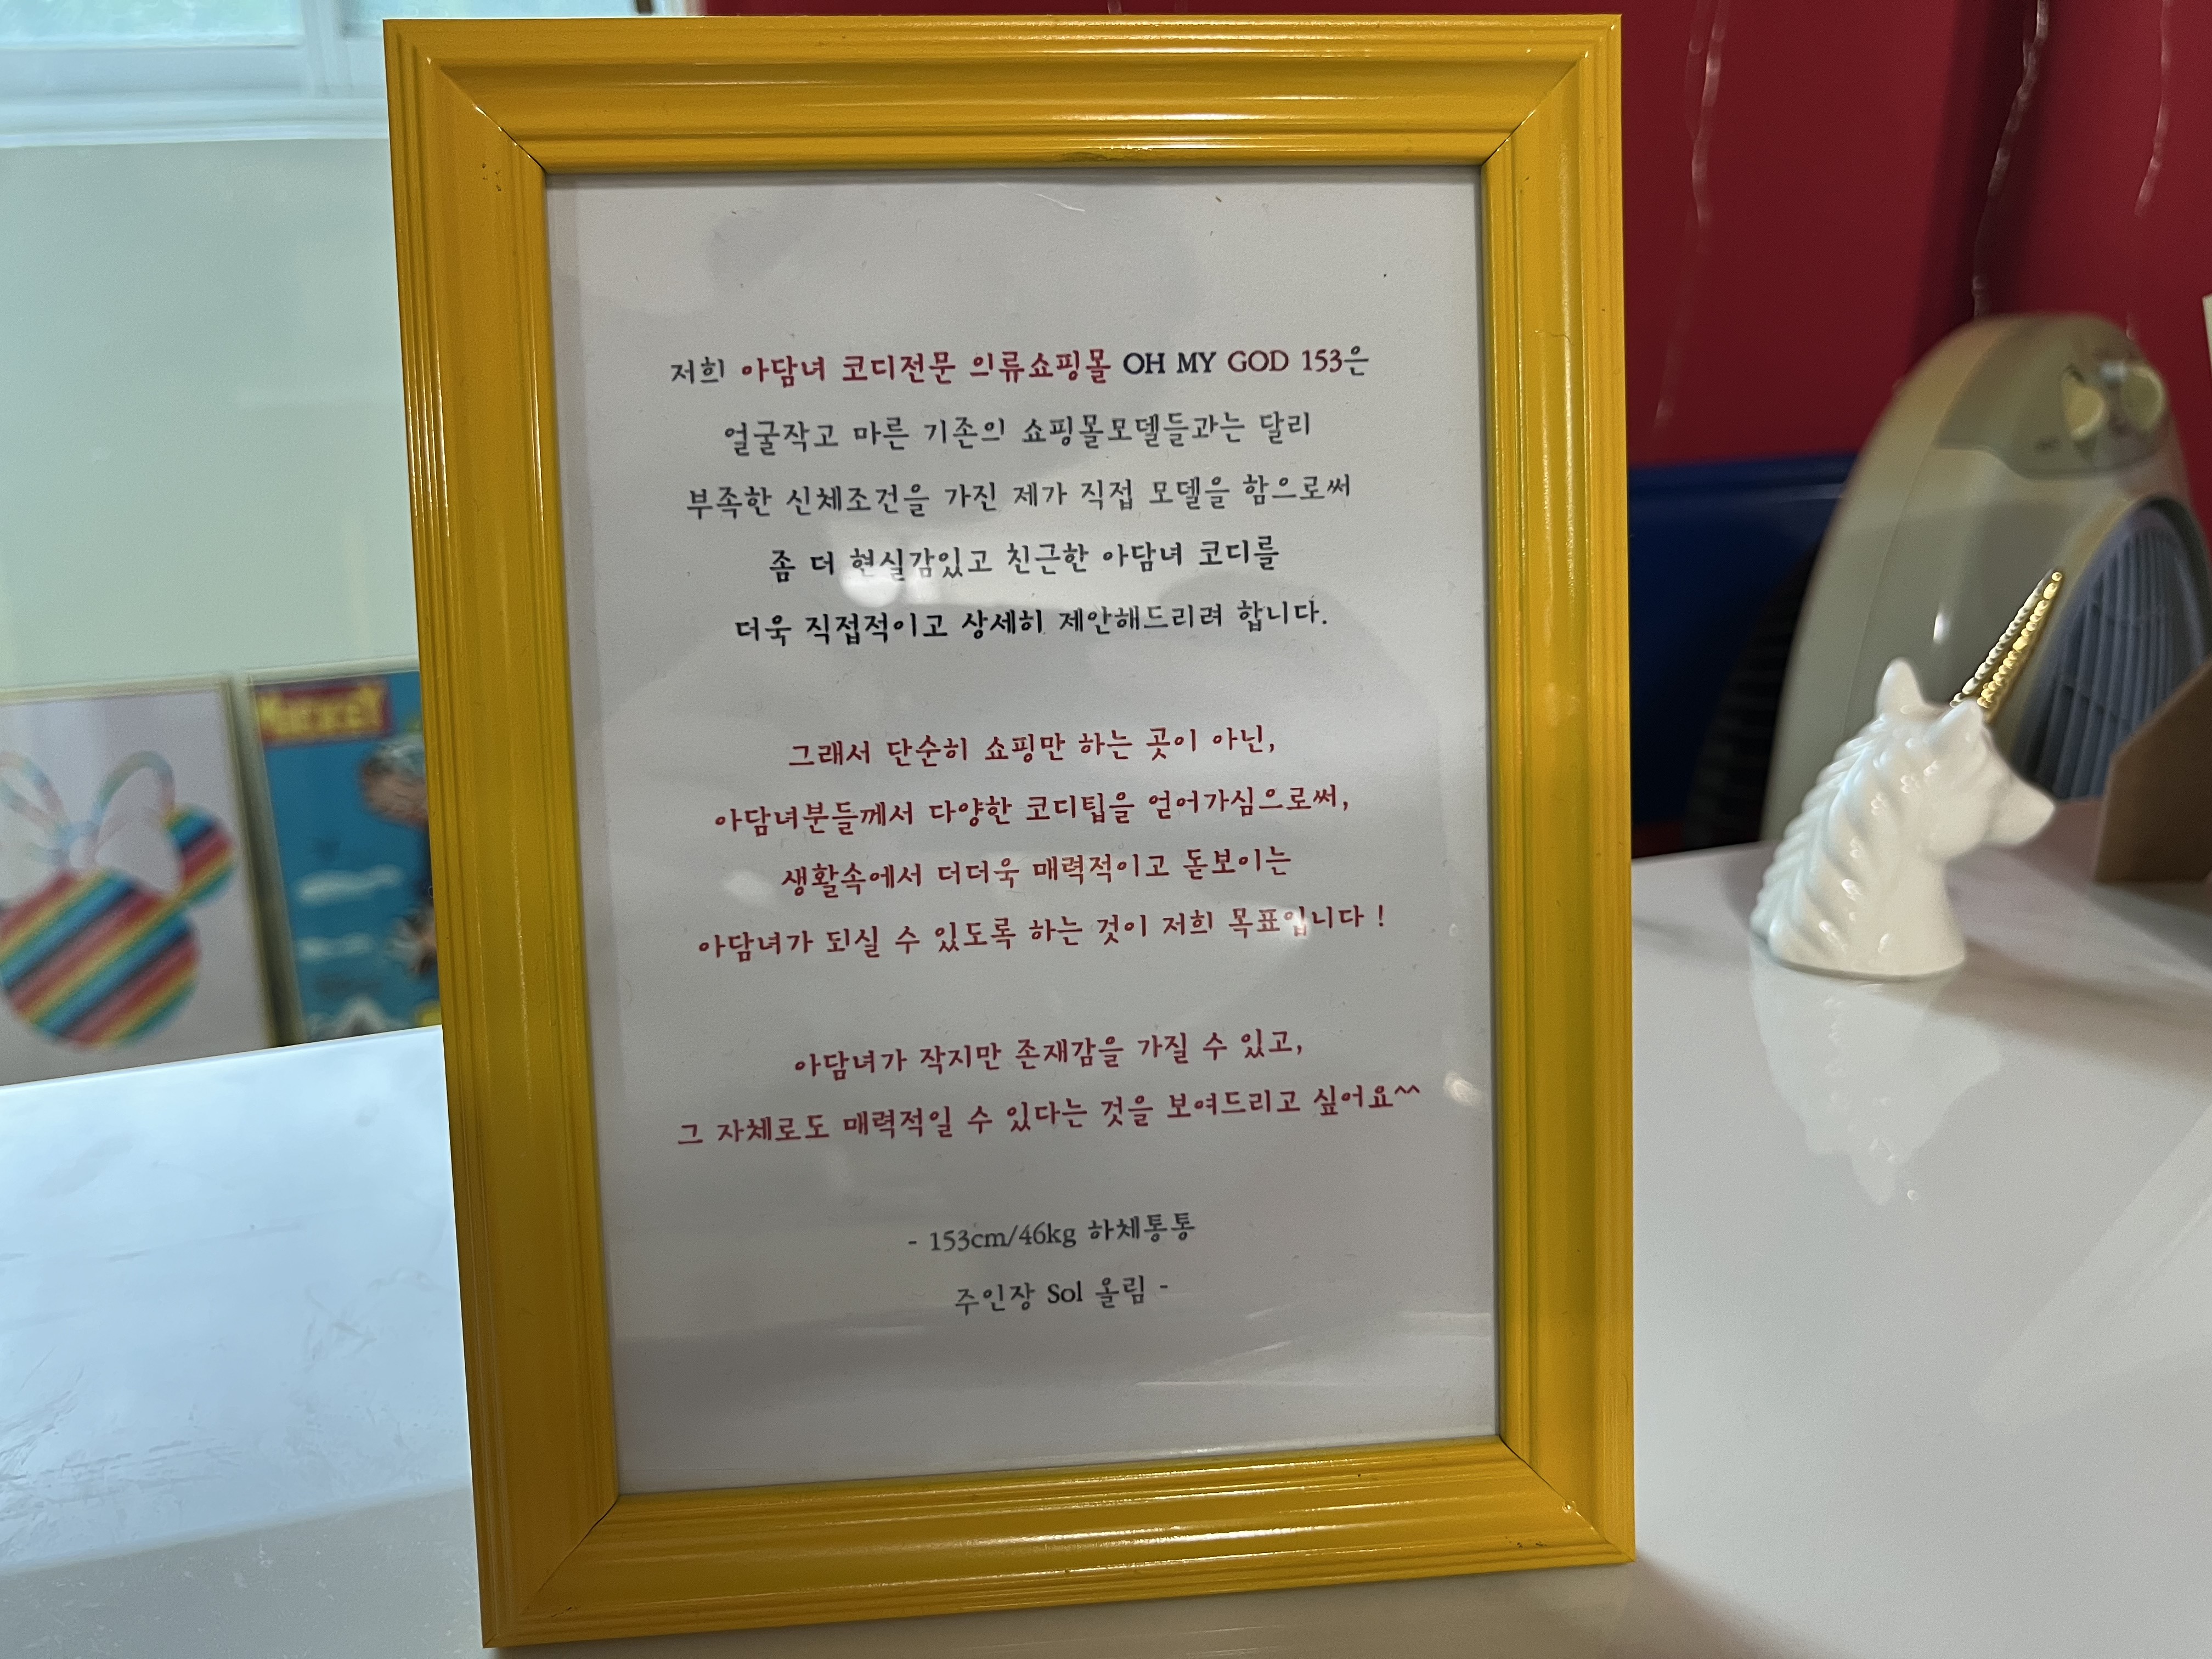 저희 아담녀 코디전문 의류쇼핑몰 OH MY GOD 153은
얼굴작고 마른 기존의 쇼핑몰모델들과는 달리
부족한 신체조건을 가진 제가 직접 모델을 함으로써
좀 더 현실감있고 친근한 아담녀 코디를
더욱 직접적이고 상세히 제안해드리려 합니다.
그래서 단순히 쇼핑만 하는 곳이 아닌,
아담녀분들께서 다양한 코디팁을 얻어가심으로써,
생활속에서 더더욱 매력적이고 돋보이는
아담녀가 되실 수 있도록 하는 것이 저희 목표입니다 !
아담녀가 작지만 존재감을 가질 수 있고,
그 자체로도 매력적일 수 있다는 것을 보여드리고 싶어요^^
- 153cm/46kg 하체통통
주인장 Sol 올림 -
MICKEY